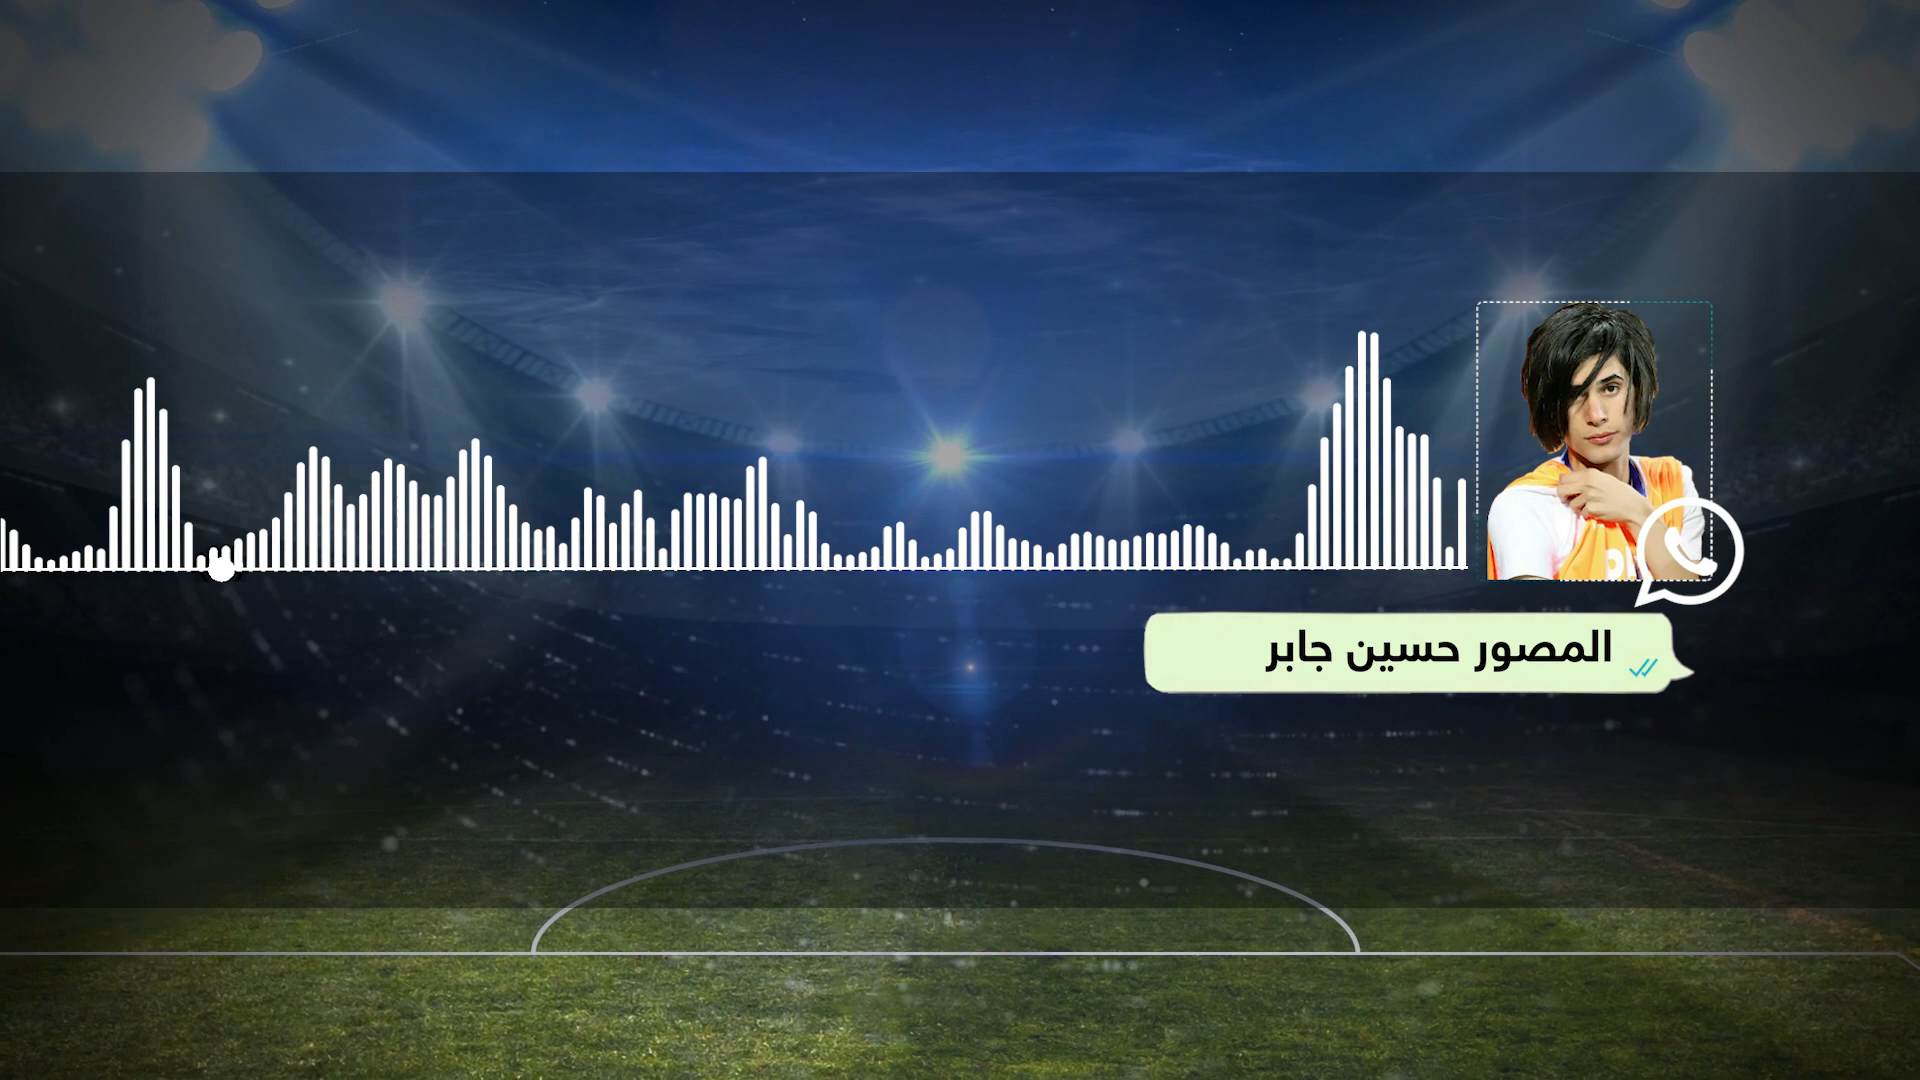 المصور حسين جابر